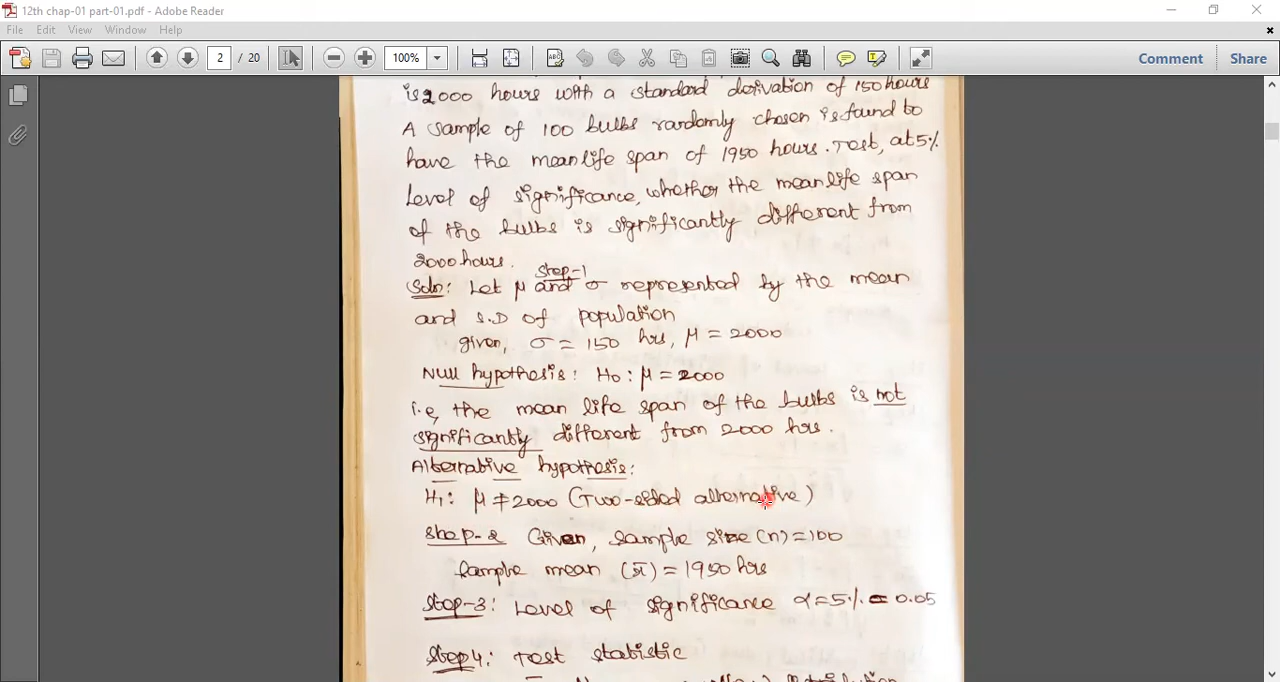 12th chap-01 part-01.pdf - Adobe Reader
File Edit View Window Help
2 / 20 100% Comment Share
is 2000 hours with a standard derivation of 150 hours
A sample of 100 bulbs randomly chosen is found to
have the mean life span of 1950 hours. Test, at 5%
Level of significance, whether the mean life span
of the bulbs is significantly different from
2000 hours.
Step-1
Soln: Let μ and σ represented by the mean
and S.D of population
given, σ = 150 hrs, μ = 2000
Null hypothesis: H0 : μ = 2000
i.e, the mean life span of the bulbs is not
significantly different from 2000 hrs.
Alternative hypothesis:
H1: μ ≠ 2000 (Two-sided alternative)
Step-2 Given, sample size (n) = 100
Sample mean (x̄) = 1950 hrs
Step-3: Level of significance α = 5% = 0.05
Step 4: Test statistic